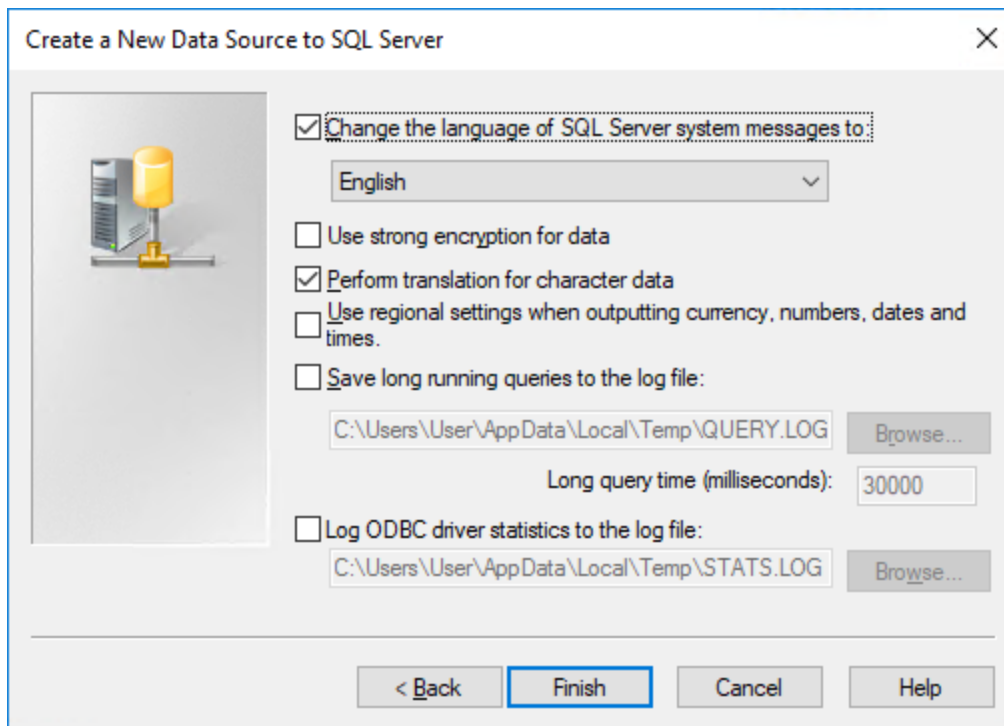 Create a New Data Source to SQL Server
Change the language of SQL Server system messages to:
English
Use strong encryption for data
Perform translation for character data
Use regional settings when outputting currency, numbers, dates and
times.
Save long running queries to the log file:
C:\Users\User\AppData\Local\Temp\QUERY.LOG
Browse...
Long query time (milliseconds):
30000
Log ODBC driver statistics to the log file:
C:\Users\User\AppData\Local\Temp\STATS.LOG
Browse...
< Back
Finish
Cancel
Help